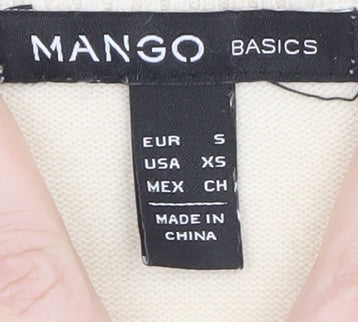 MANGO BASICS
EUR S
USA XS
MEX CH
MADE IN
CHINA